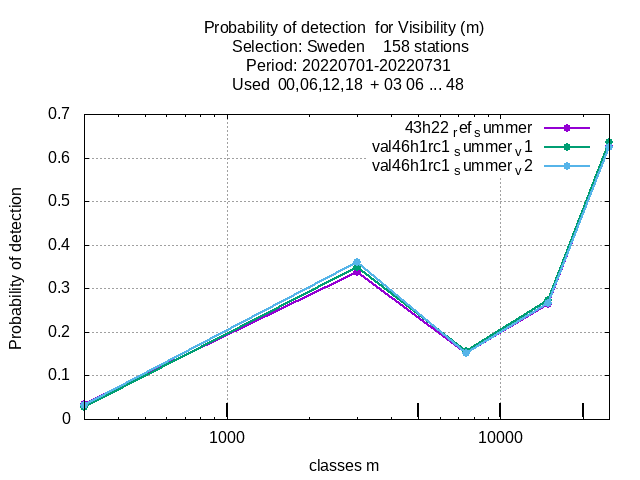 Probability of detection  for Visibility (m)
Selection: Sweden    158 stations
Period: 20220701-20220731
Used  00,06,12,18  + 03 06 ... 48
0.7
0.6
0.5
0.4
0.3
0.2
0.1
0
Probability of detection
43h22 ref summer
val46h1rc1 summer v1
val46h1rc1 summer v2
1000
10000
classes m